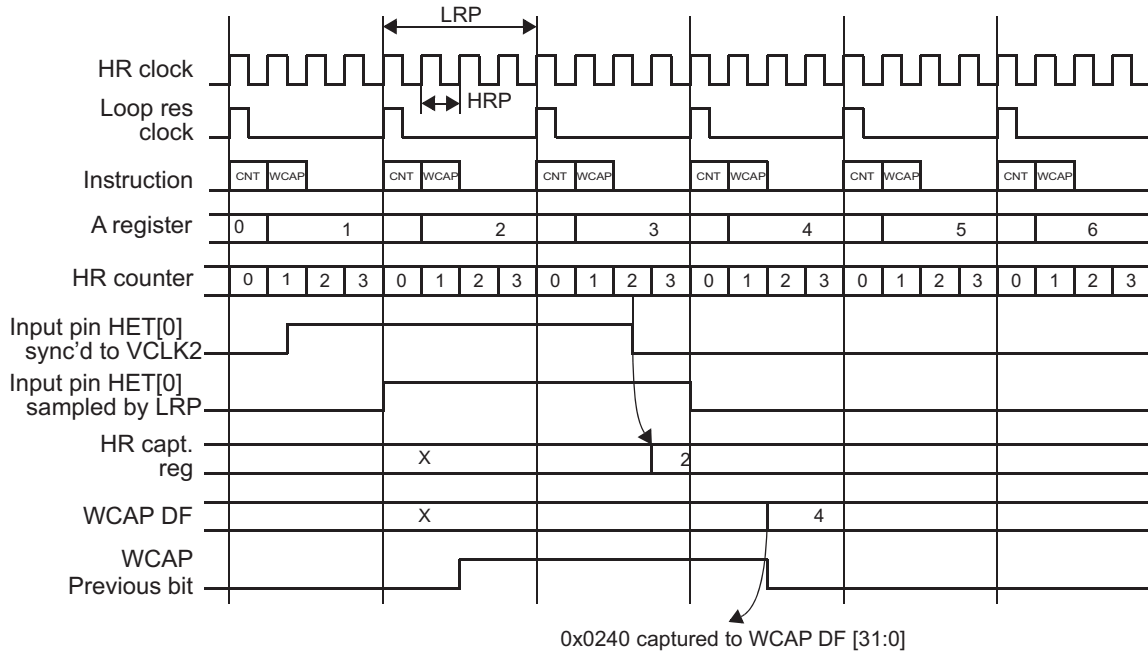 LRP
HR clock
HRP
Loop res
clock
Instruction
CNT WCAP CNT WCAP CNT WCAP CNT WCAP CNT WCAP CNT WCAP
A register
0 1 2 3 4 5 6
HR counter
0 1 2 3 0 1 2 3 0 1 2 3 0 1 2 3 0 1 2 3 0 1 2 3
Input pin HET[0]
sync'd to VCLK2
Input pin HET[0]
sampled by LRP
HR capt.
reg
X 2
WCAP DF
X 4
WCAP
Previous bit
0x0240 captured to WCAP DF [31:0]